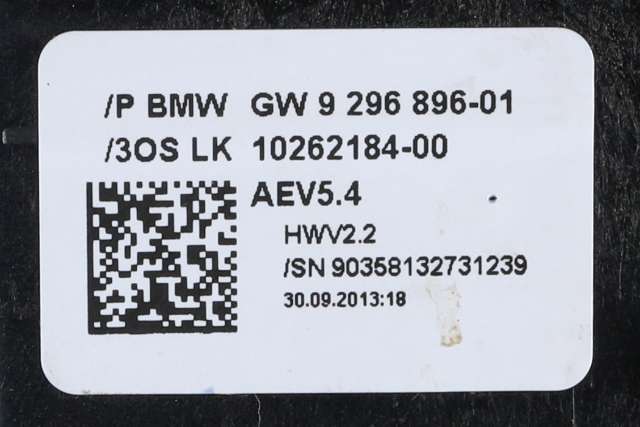 /P BMW GW 9 296 896-01
/3OS LK 10262184-00
AEV5.4
HWV2.2
/SN 90358132731239
30.09.2013:18